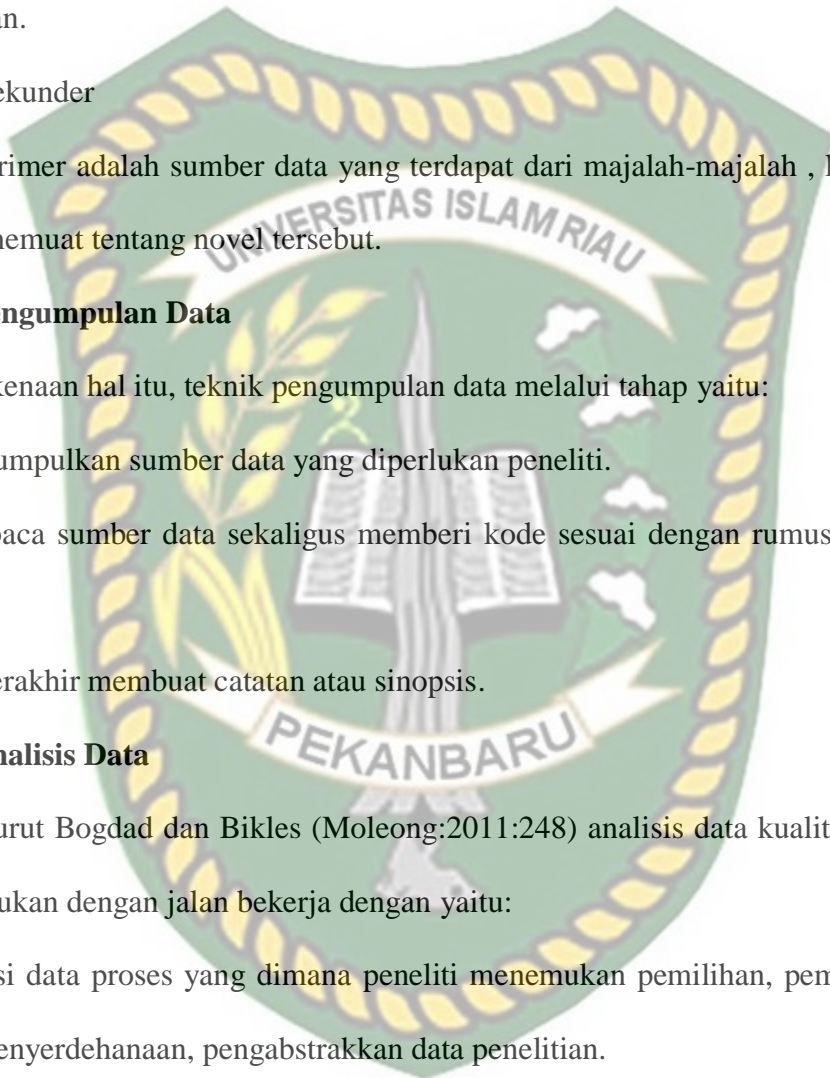 an.
ekunder
rimer adalah sumber data yang terdapat dari majalah-majalah ,
nemuat tentang novel tersebut.
UNIVERSITAS ISLAM RIAU
engumpulan Data
kenaan hal itu, teknik pengumpulan data melalui tahap yaitu:
umpulkan sumber data yang diperlukan peneliti.
baca sumber data sekaligus memberi kode sesuai dengan rumus
erakhir membuat catatan atau sinopsis.
PEKANBARU
nalisis Data
urut Bogdad dan Bikles (Moleong:2011:248) analisis data kualit
ukan dengan jalan bekerja dengan yaitu:
si data proses yang dimana peneliti menemukan pemilihan, pem
enyerdehanaan, pengabstrakkan data penelitian.